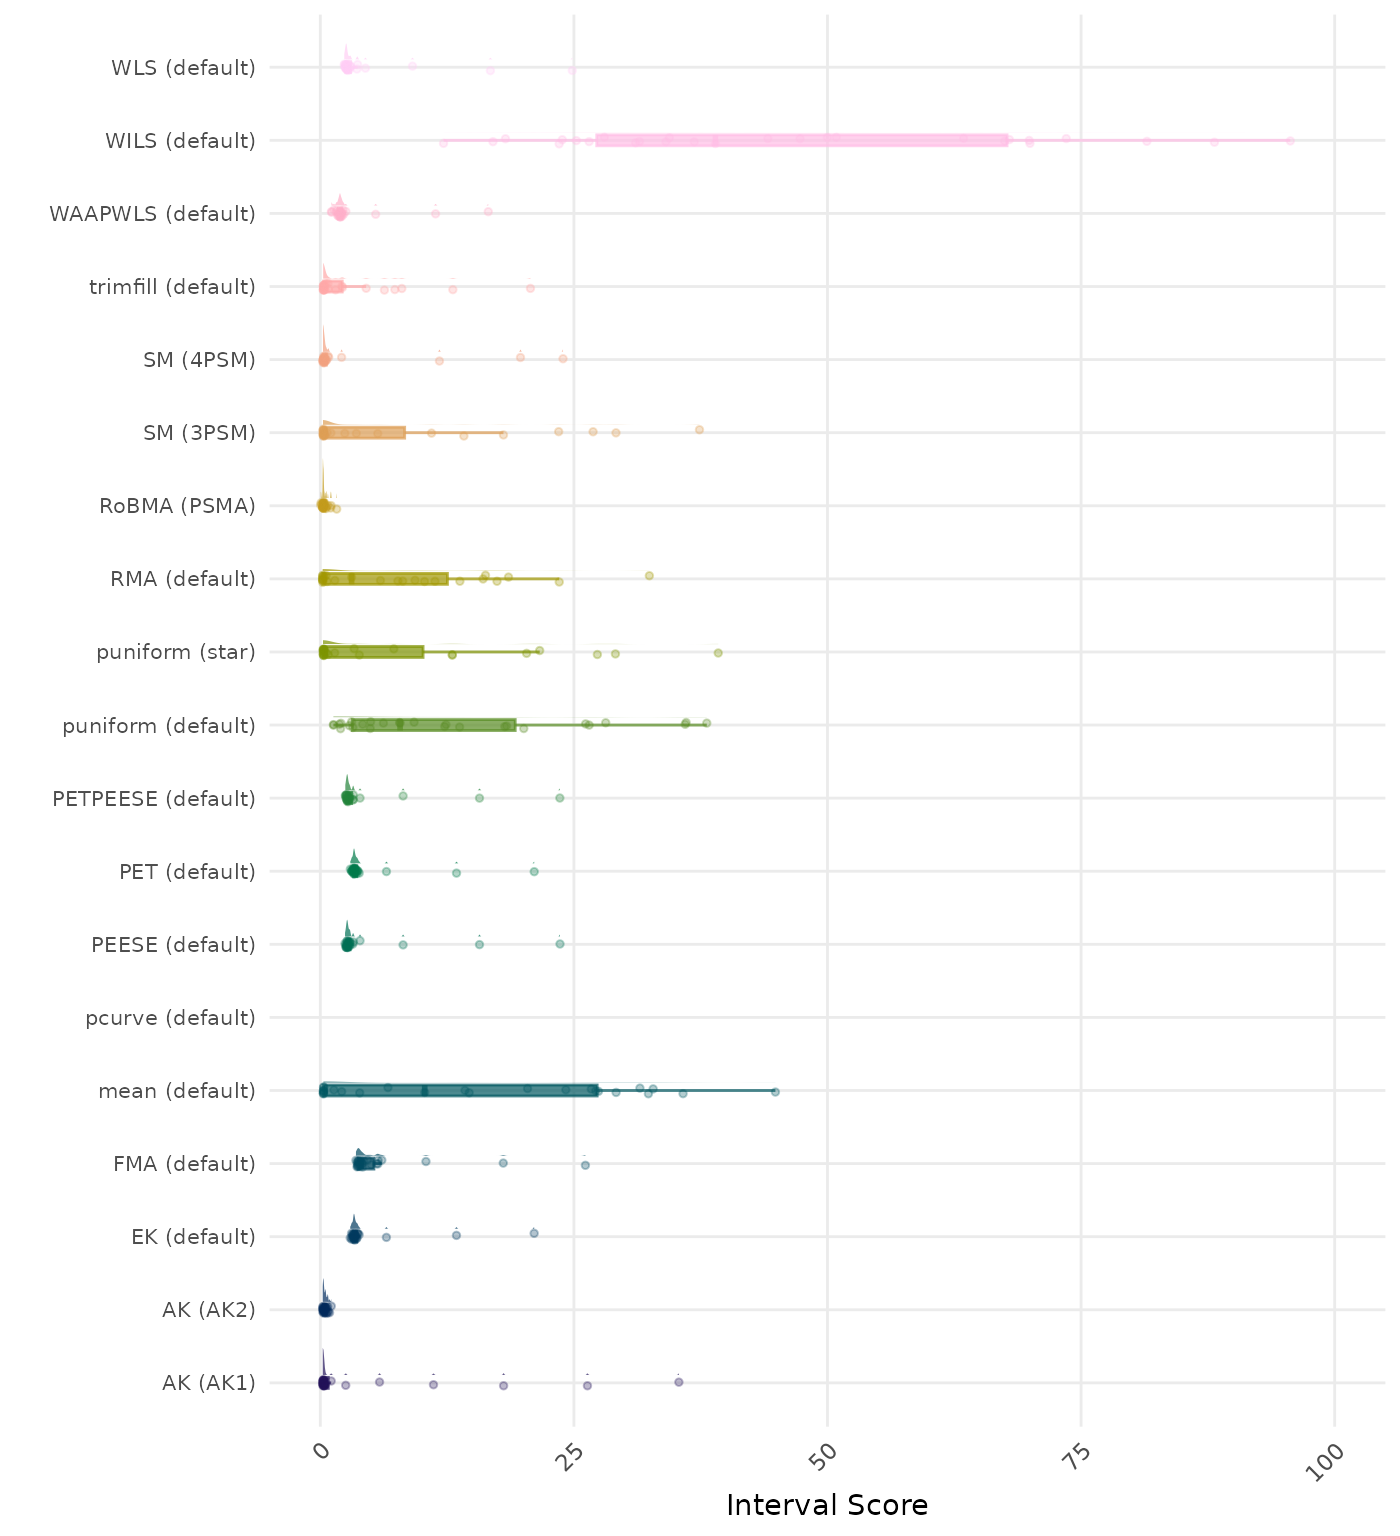 WLS (default)
WILS (default)
WAAPWLS (default)
trimfill (default)
SM (4PSM)
SM (3PSM)
RoBMA (PSMA)
RMA (default)
puniform (star)
puniform (default)
PETPEESE (default)
PET (default)
PEESE (default)
pcurve (default)
mean (default)
FMA (default)
EK (default)
AK (AK2)
AK (AK1)
0 25 50 75 100
Interval Score